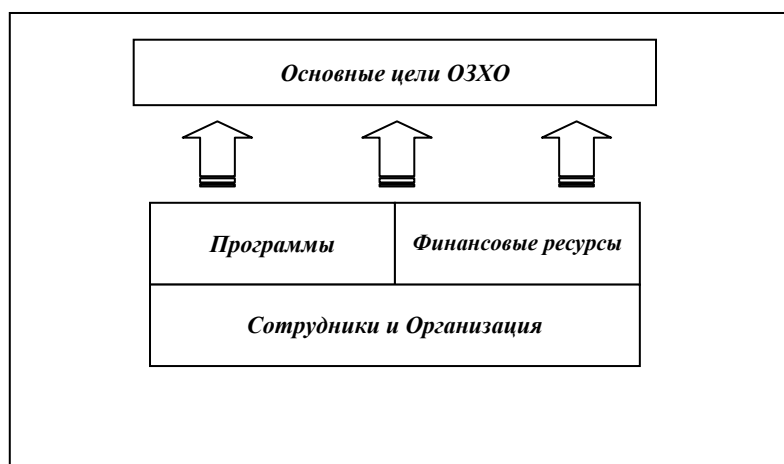 Основные цели ОЗХО
Программы
Финансовые ресурсы
Сотрудники и Организация